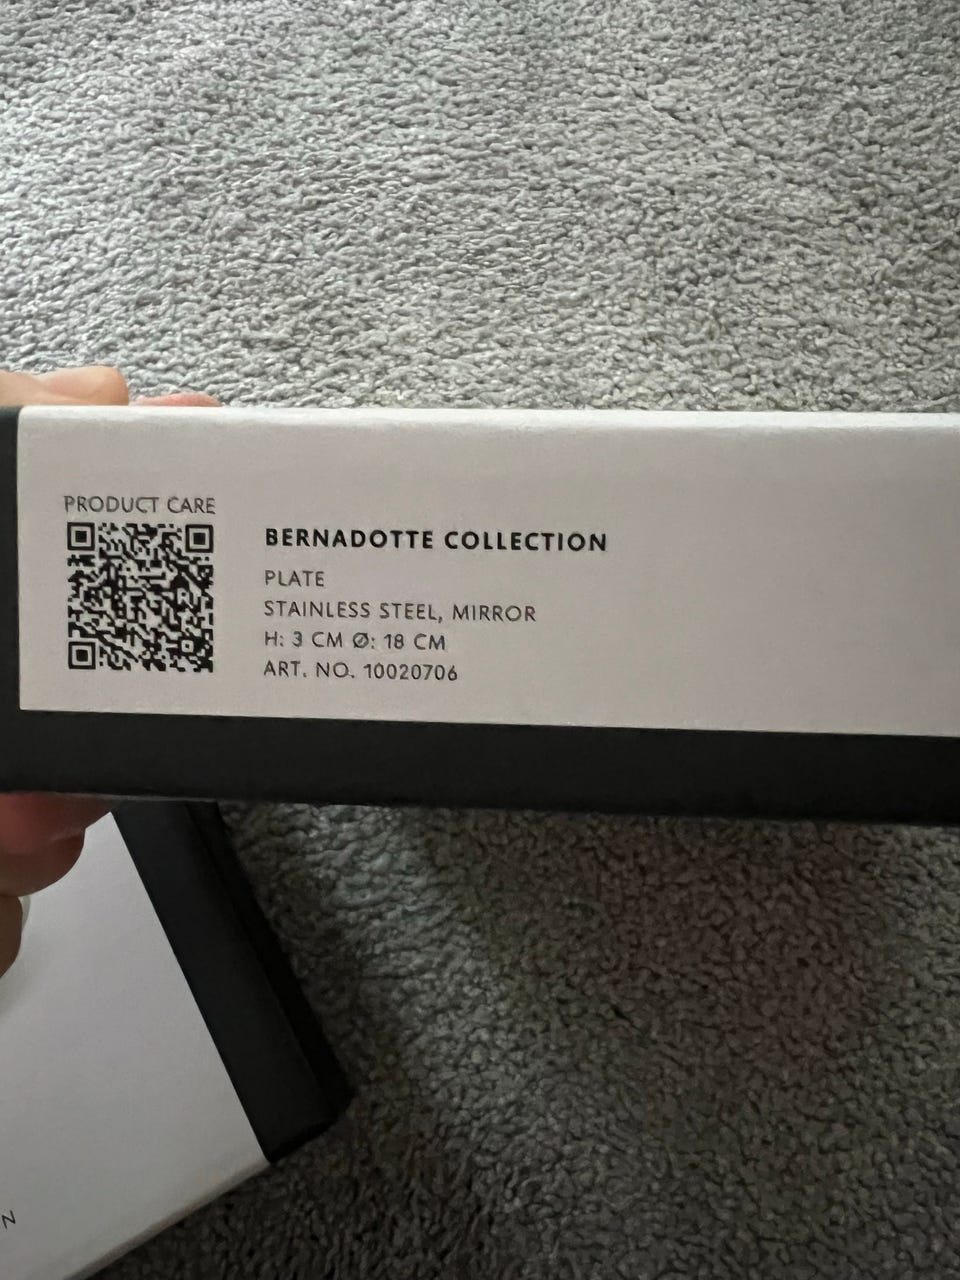 PRODUCT CARE
BERNADOTTE COLLECTION
PLATE
STAINLESS STEEL, MIRROR
H: 3 CM Ø: 18 CM
ART. NO. 10020706
N